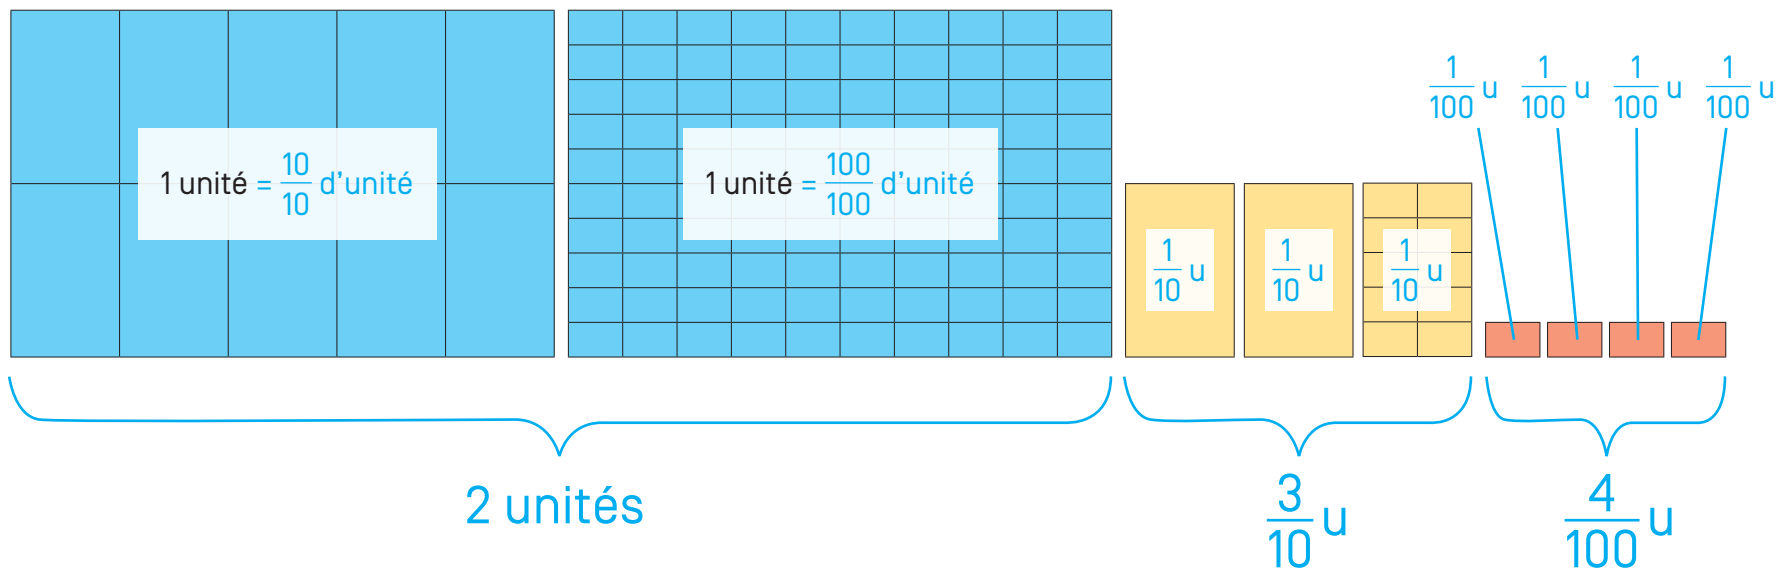 1 unité = 10/10 d'unité
1 unité = 100/100 d'unité
1/10 u
1/10 u
1/10 u
1/100 u
1/100 u
1/100 u
1/100 u
2 unités
3/10 u
4/100 u